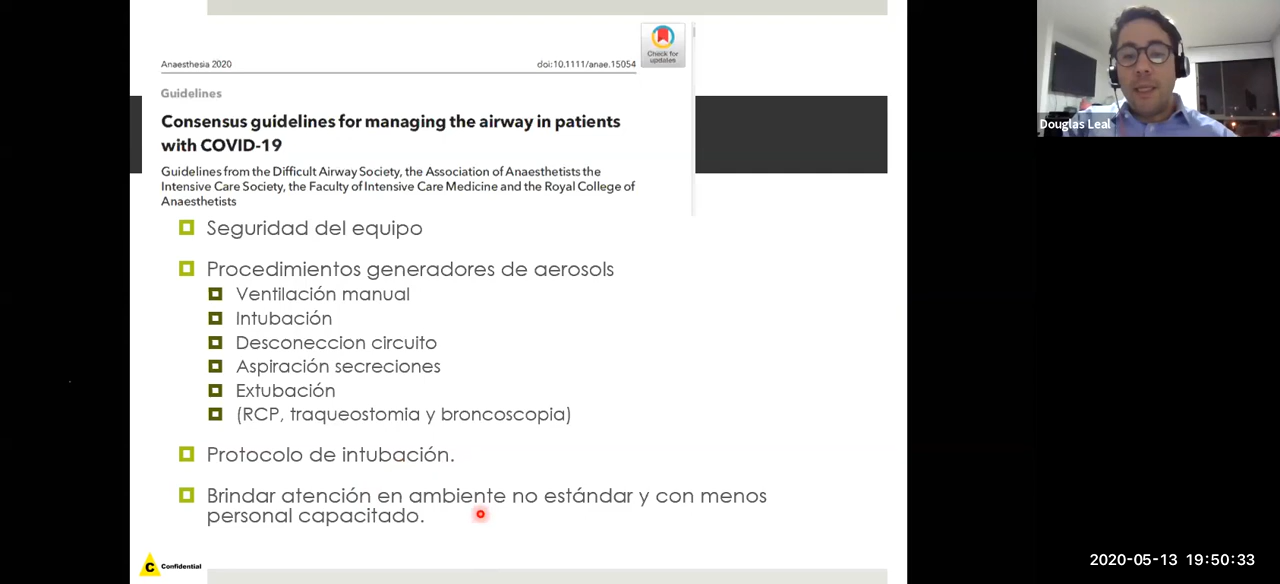 Check for
updates
Anaesthesia 2020
doi:10.1111/anae.15054
Guidelines
Consensus guidelines for managing the airway in patients
with COVID-19
Guidelines from the Difficult Airway Society, the Association of Anaesthetists the
Intensive Care Society, the Faculty of Intensive Care Medicine and the Royal College of
Anaesthetists
Seguridad del equipo
Procedimientos generadores de aerosols
Ventilación manual
Intubación
Desconeccion circuito
Aspiración secreciones
Extubación
(RCP, traqueostomia y broncoscopia)
Protocolo de intubación.
Brindar atención en ambiente no estándar y con menos
personal capacitado.
C Confidential
Douglas Leal
2020-05-13 19:50:33